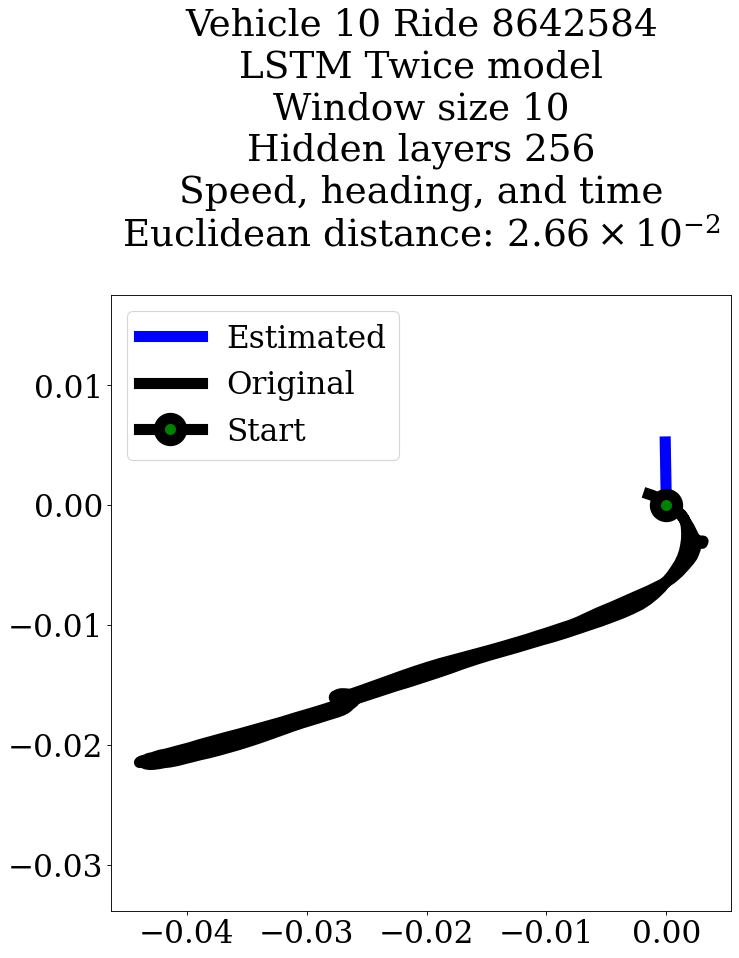 Vehicle 10 Ride 8642584
LSTM Twice model
Window size 10
Hidden layers 256
Speed, heading, and time
Euclidean distance: 2.66 × 10⁻²
Estimated
Original
Start
0.01
0.00
−0.01
−0.02
−0.03
−0.04 −0.03 −0.02 −0.01 0.00